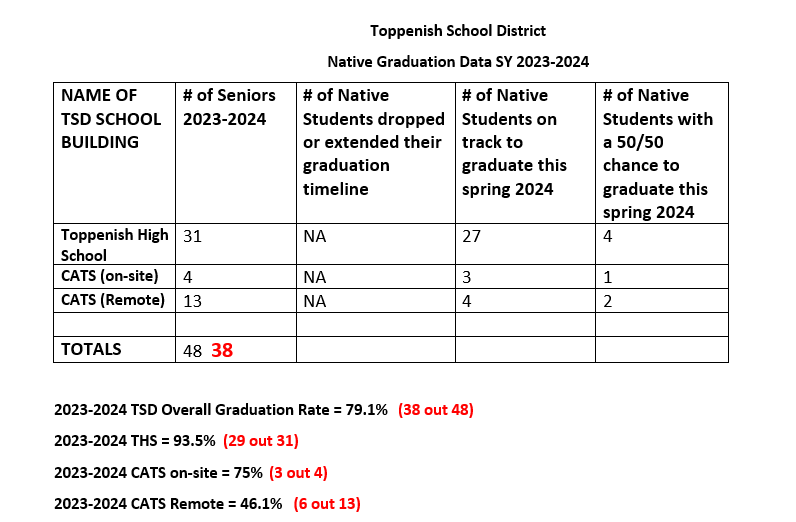 Toppenish School District
Native Graduation Data SY 2023-2024
NAME OF TSD SCHOOL BUILDING | # of Seniors 2023-2024 | # of Native Students dropped or extended their graduation timeline | # of Native Students on track to graduate this spring 2024 | # of Native Students with a 50/50 chance to graduate this spring 2024
Toppenish High School | 31 | NA | 27 | 4
CATS (on-site) | 4 | NA | 3 | 1
CATS (Remote) | 13 | NA | 4 | 2
TOTALS | 48 38
2023-2024 TSD Overall Graduation Rate = 79.1% (38 out 48)
2023-2024 THS = 93.5% (29 out 31)
2023-2024 CATS on-site = 75% (3 out 4)
2023-2024 CATS Remote = 46.1% (6 out 13)